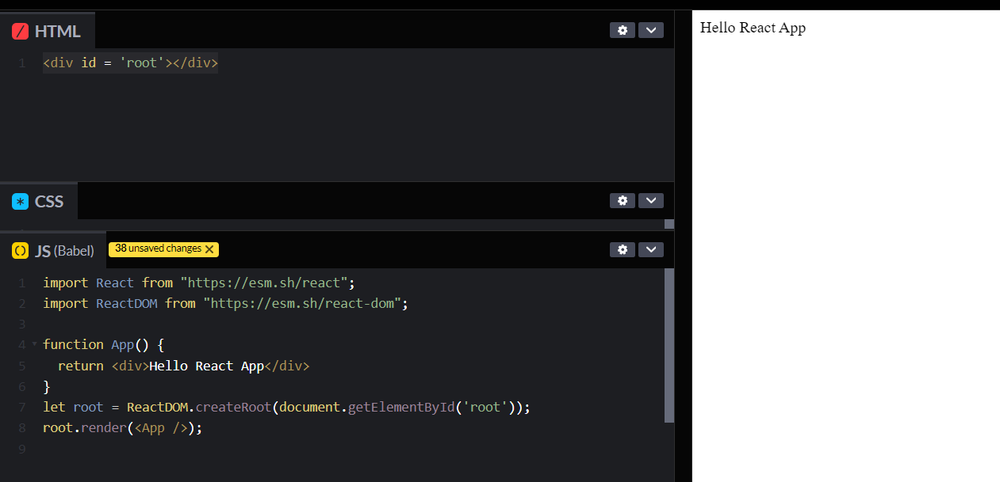 HTML
1 <div id = 'root'></div>
CSS
JS (Babel) 38 unsaved changes
1 import React from "https://esm.sh/react";
2 import ReactDOM from "https://esm.sh/react-dom";
3
4 function App() {
5 return <div>Hello React App</div>
6 }
7 let root = ReactDOM.createRoot(document.getElementById('root'));
8 root.render(<App />);
9
Hello React App